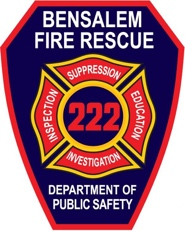 BENSALEM
FIRE RESCUE
SUPPRESSION
INSPECTION
222
EDUCATION
INVESTIGATION
DEPARTMENT OF
PUBLIC SAFETY